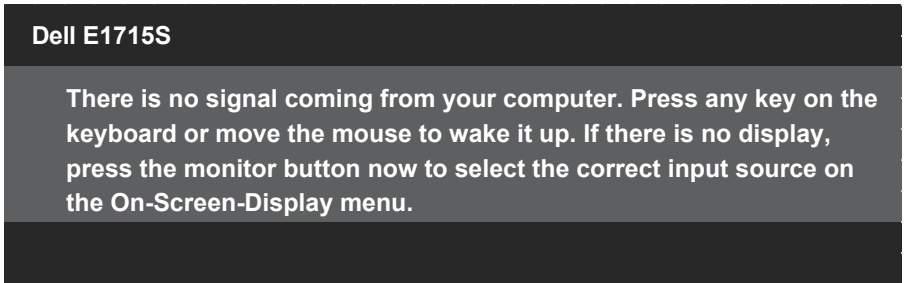 Dell E1715S
There is no signal coming from your computer. Press any key on the
keyboard or move the mouse to wake it up. If there is no display,
press the monitor button now to select the correct input source on
the On-Screen-Display menu.